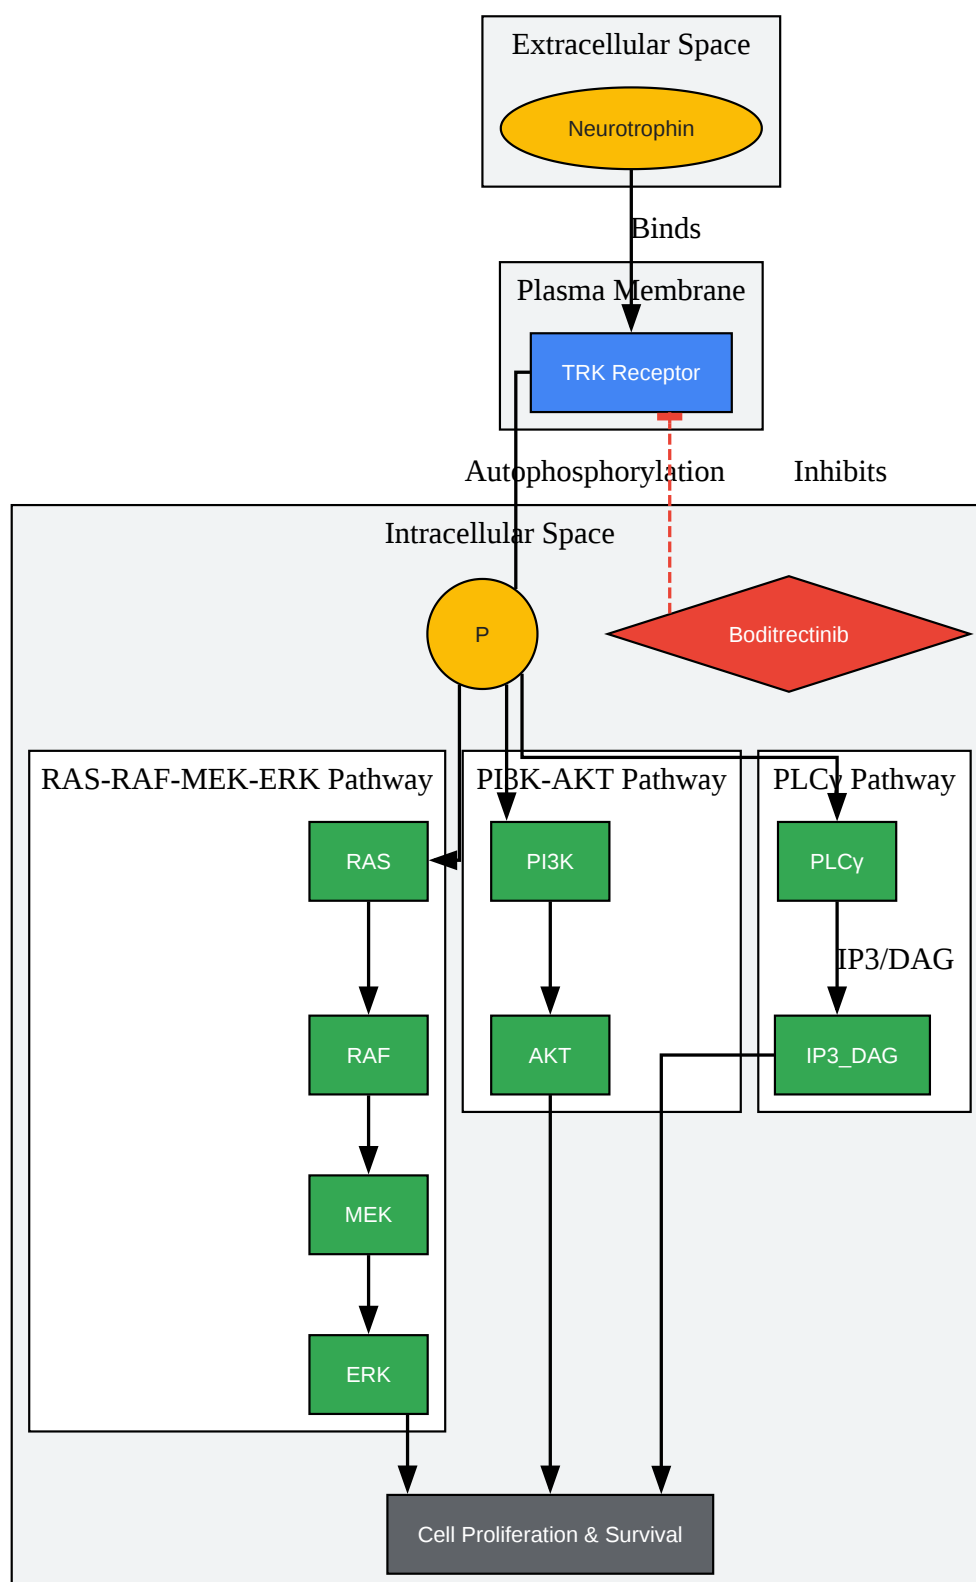 Extracellular Space
Neurotrophin
Binds
Plasma Membrane
TRK Receptor
Autophosphorylation
Inhibits
Intracellular Space
P
Boditrectinib
RAS-RAF-MEK-ERK Pathway
PI3K-AKT Pathway
PLCγ Pathway
RAS
PI3K
PLCγ
IP3/DAG
RAF
AKT
IP3_DAG
MEK
ERK
Cell Proliferation & Survival